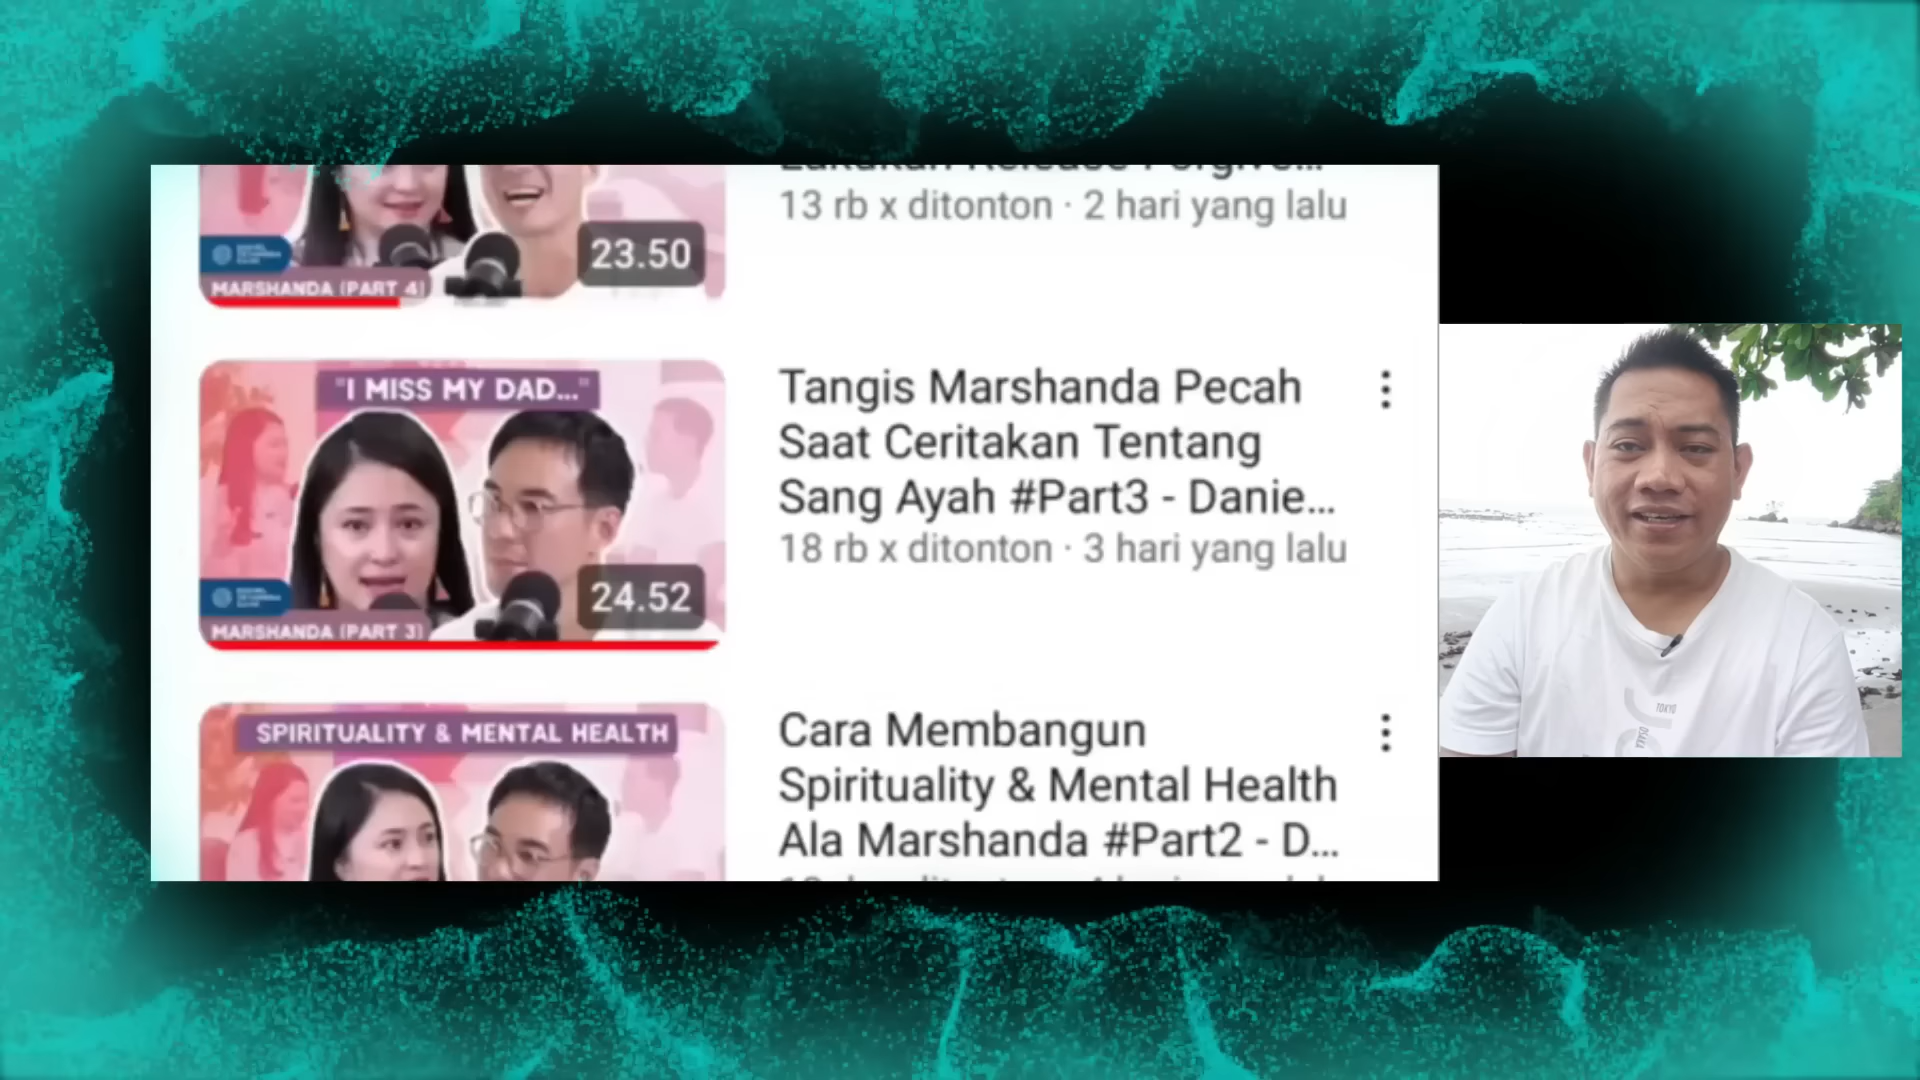 13 rb x ditonton · 2 hari yang lalu
23.50
MARSHANDA (PART 4)
"I MISS MY DAD..."
24.52
MARSHANDA (PART 3)
Tangis Marshanda Pecah
Saat Ceritakan Tentang
Sang Ayah #Part3 - Danie...
18 rb x ditonton · 3 hari yang lalu
SPIRITUALITY & MENTAL HEALTH
Cara Membangun
Spirituality & Mental Health
Ala Marshanda #Part2 - D...
TOKYO
OSAKA